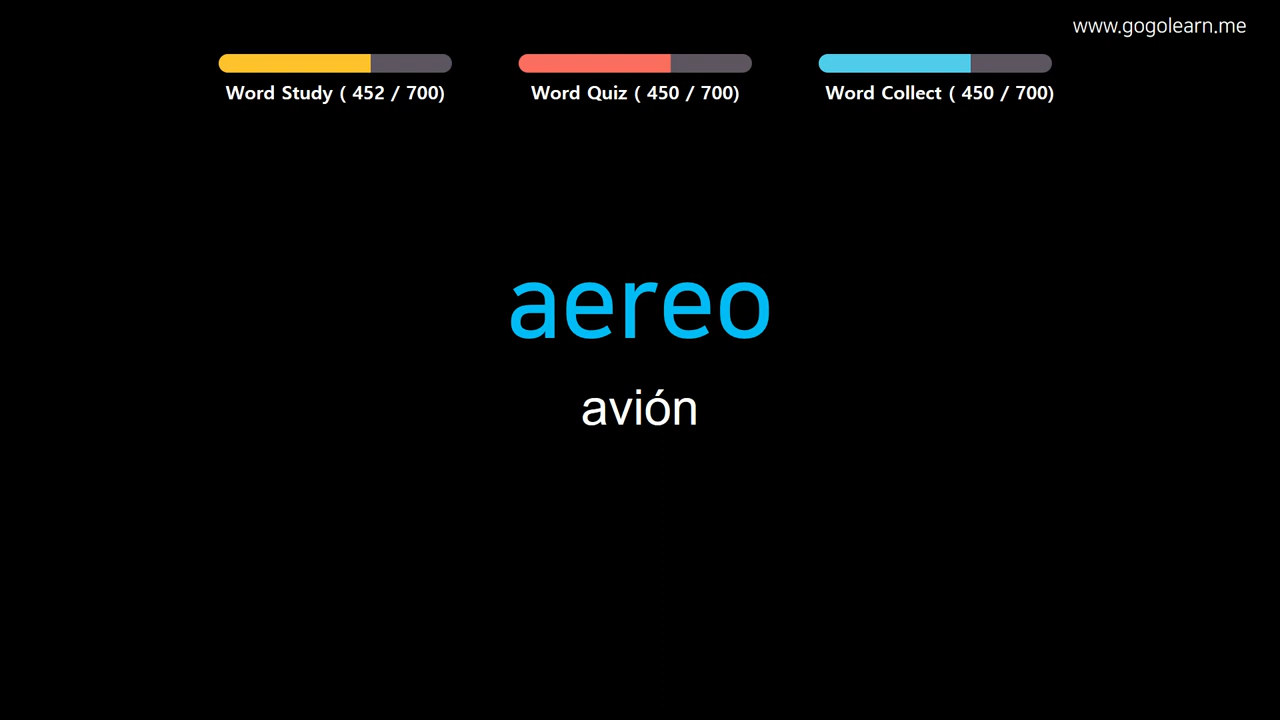 www.gogolearn.me
Word Study ( 452 / 700)
Word Quiz ( 450 / 700)
Word Collect ( 450 / 700)
aereo
avión